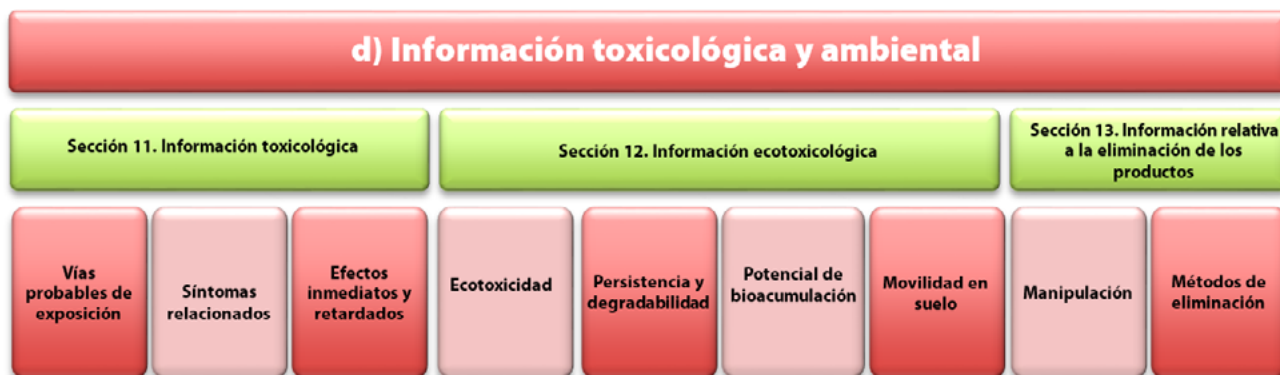 d) Información toxicológica y ambiental
Sección 11. Información toxicológica
Sección 12. Información ecotoxicológica
Sección 13. Información relativa
a la eliminación de los
productos
Vías
probables de
exposición
Síntomas
relacionados
Efectos
inmediatos y
retardados
Ecotoxicidad
Persistencia y
degradabilidad
Potencial de
bioacumulación
Movilidad en
suelo
Manipulación
Métodos de
eliminación